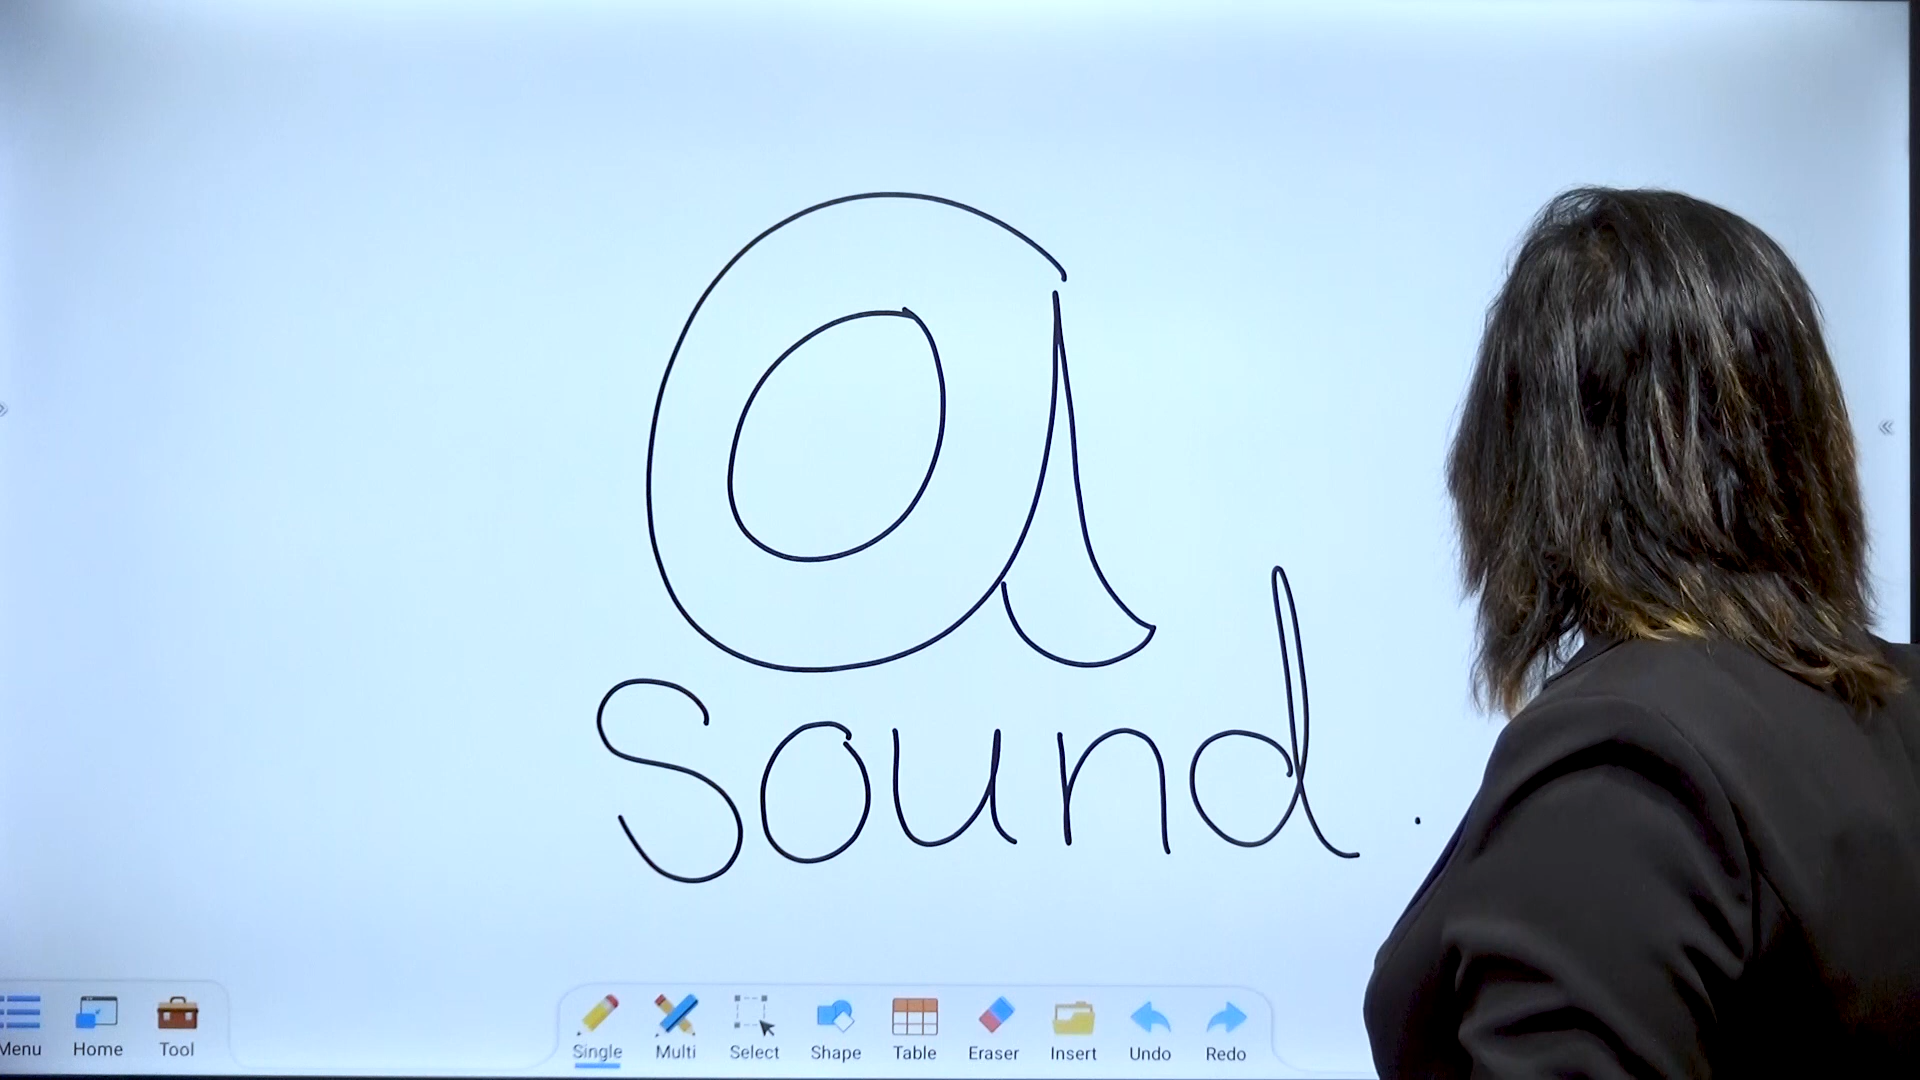 a
Sound.
Menu Home Tool Single Multi Select Shape Table Eraser Insert Undo Redo